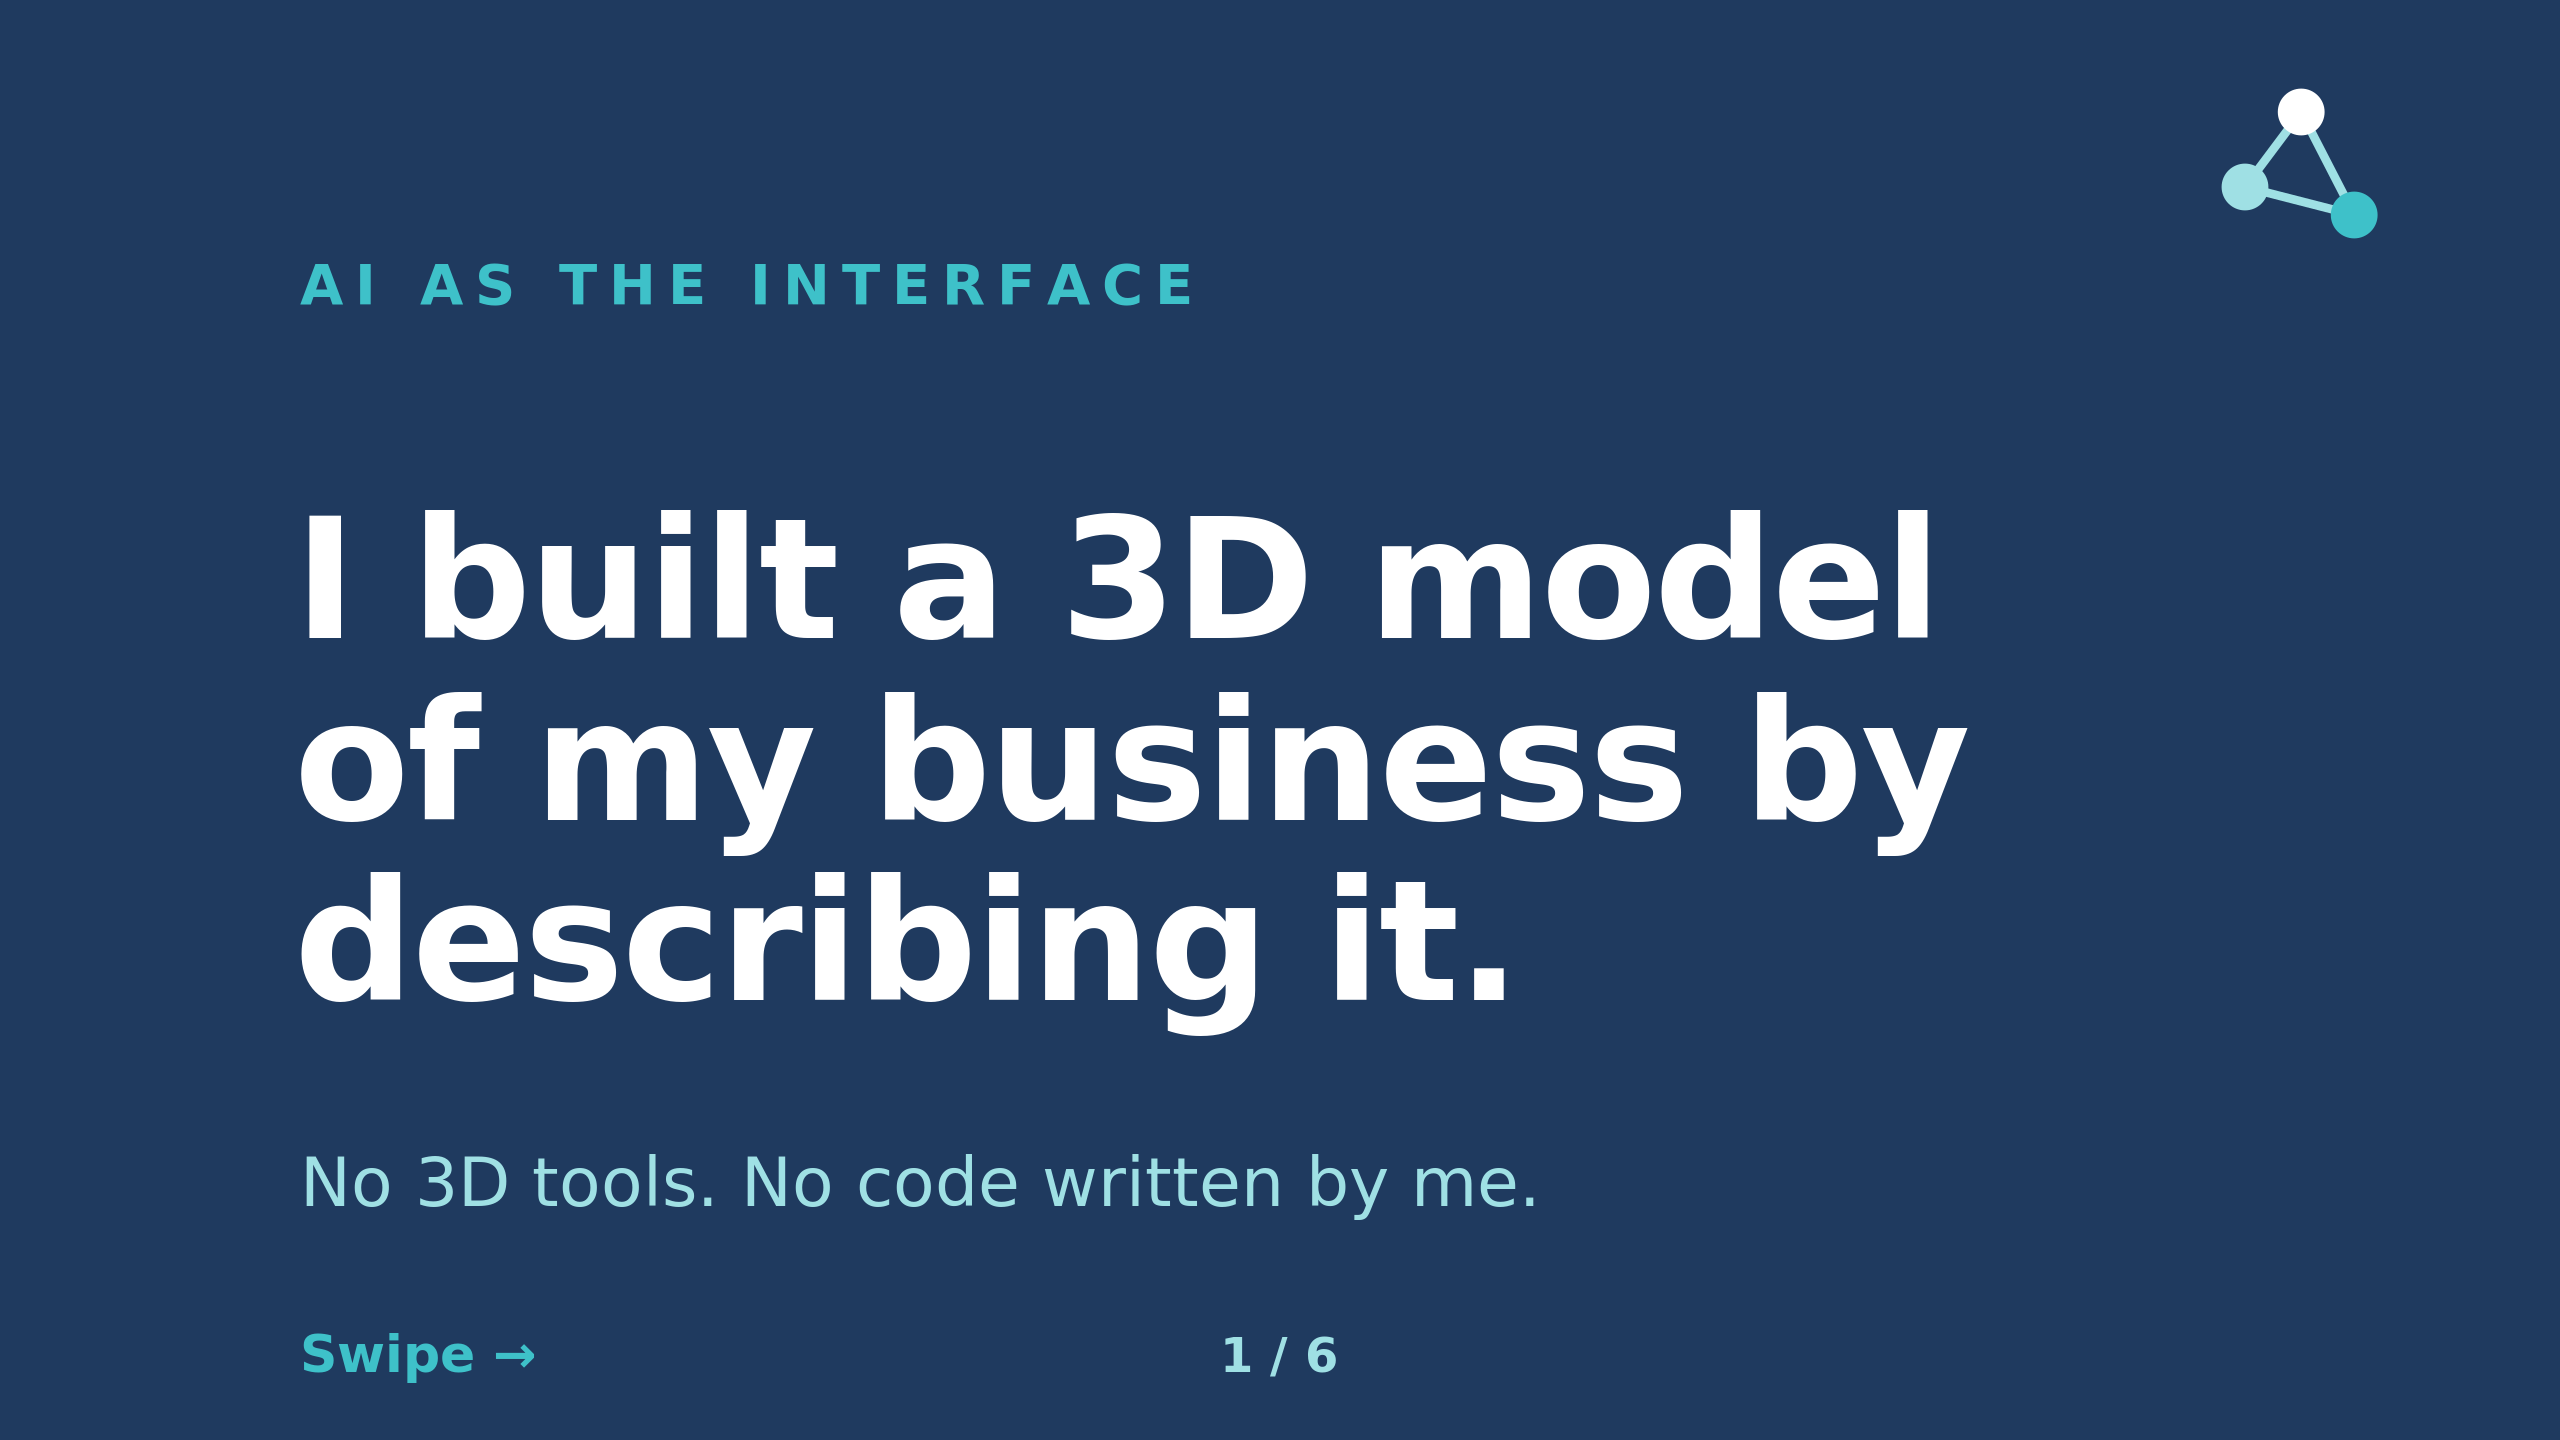 AI AS THE INTERFACE
I built a 3D model
of my business by
describing it.
No 3D tools. No code written by me.
Swipe →
1 / 6